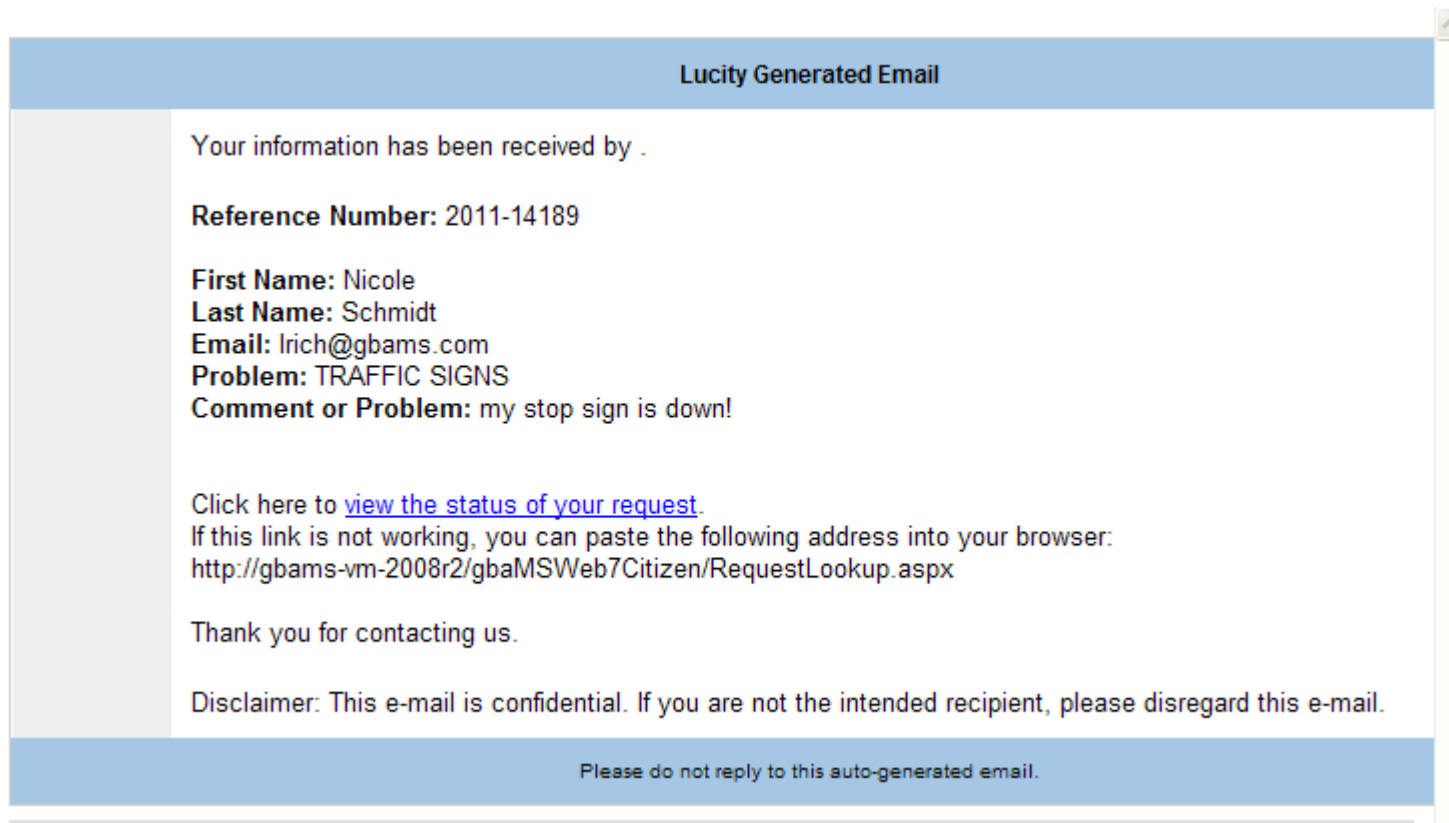 Lucity Generated Email
Your information has been received by .
Reference Number: 2011-14189
First Name: Nicole
Last Name: Schmidt
Email: lrich@gbams.com
Problem: TRAFFIC SIGNS
Comment or Problem: my stop sign is down!
Click here to view the status of your request.
If this link is not working, you can paste the following address into your browser:
http://gbams-vm-2008r2/gbaMSWeb7Citizen/RequestLookup.aspx
Thank you for contacting us.
Disclaimer: This e-mail is confidential. If you are not the intended recipient, please disregard this e-mail.
Please do not reply to this auto-generated email.